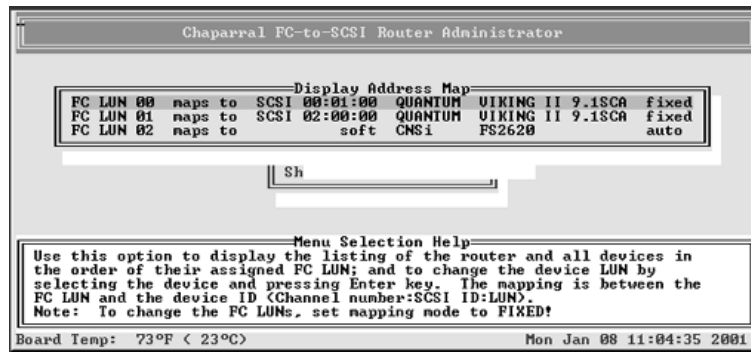 Chaparral FC-to-SCSI Router Administrator
Display Address Map
FC LUN 00 maps to SCSI 00:01:00 QUANTUM VIKING II 9.1SCA fixed
FC LUN 01 maps to SCSI 02:00:00 QUANTUM VIKING II 9.1SCA fixed
FC LUN 02 maps to soft CNSi FS2620 auto
Sh
Menu Selection Help
Use this option to display the listing of the router and all devices in
the order of their assigned FC LUN; and to change the device LUN by
selecting the device and pressing Enter key. The mapping is between the
FC LUN and the device ID (Channel number:SCSI ID:LUN).
Note: To change the FC LUNs, set mapping mode to FIXED!
Board Temp: 73ºF ( 23ºC) Mon Jan 08 11:04:35 2001